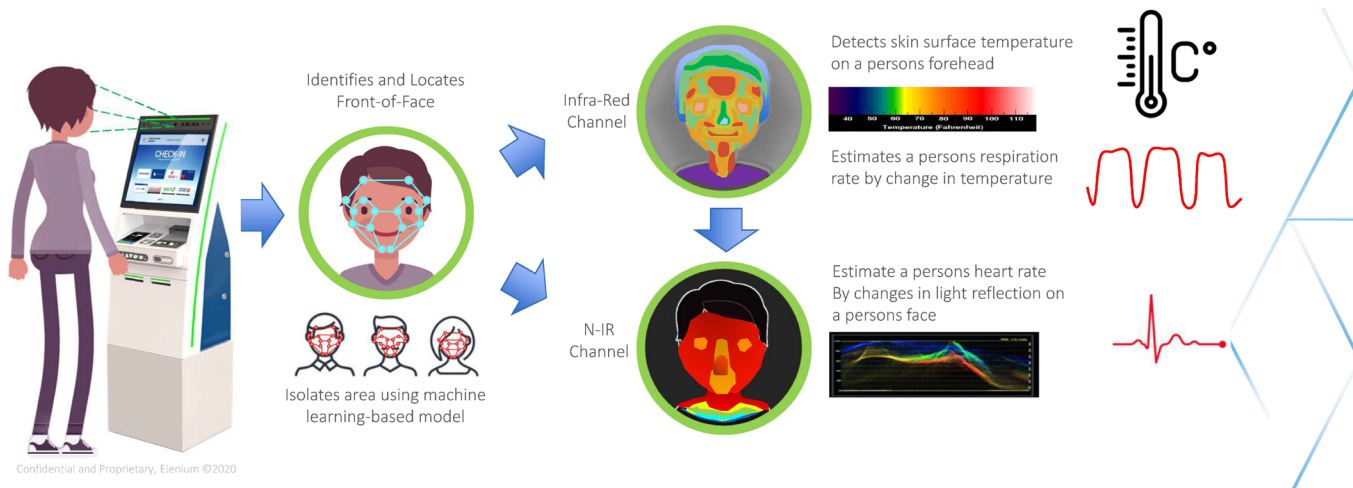 CHECK-IN
Identifies and Locates
Front-of-Face
Isolates area using machine
learning-based model
Infra-Red
Channel
Detects skin surface temperature
on a persons forehead
40 50 60 70 80 90 100 110
Temperature (Fahrenheit)
C°
Estimates a persons respiration
rate by change in temperature
N-IR
Channel
Estimate a persons heart rate
By changes in light reflection on
a persons face
Confidential and Proprietary, Elenium ©2020